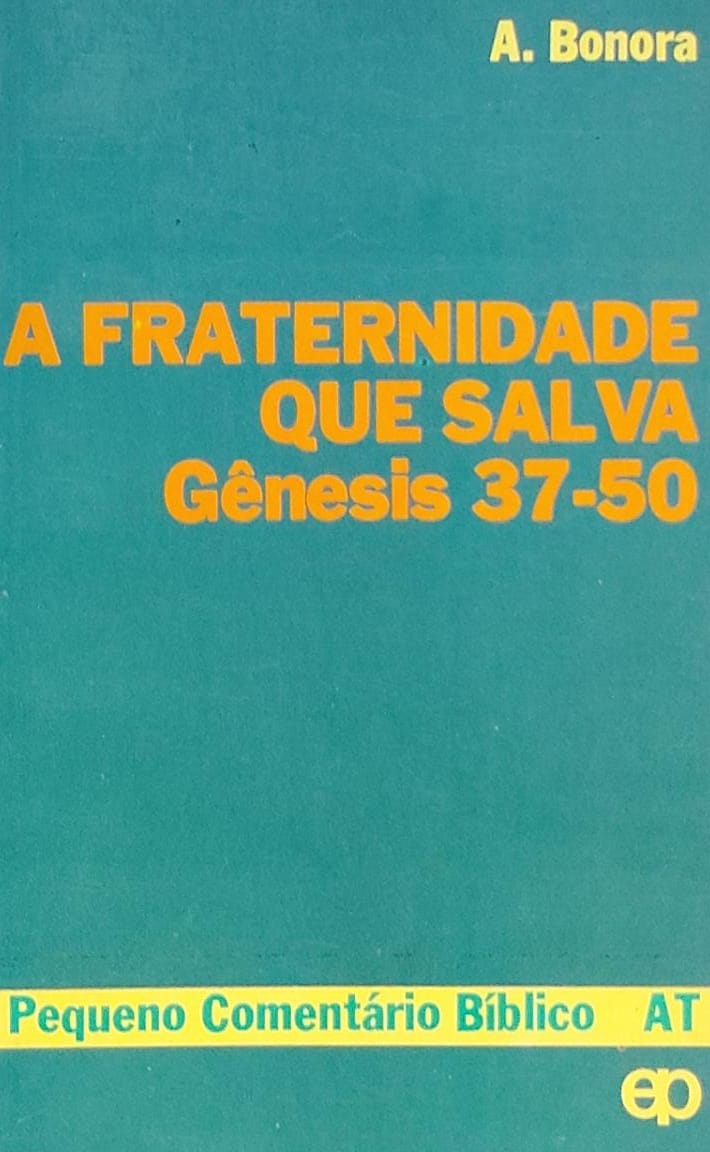 A. Bonora
A FRATERNIDADE
QUE SALVA
Gênesis 37-50
Pequeno Comentário Bíblico AT
ep